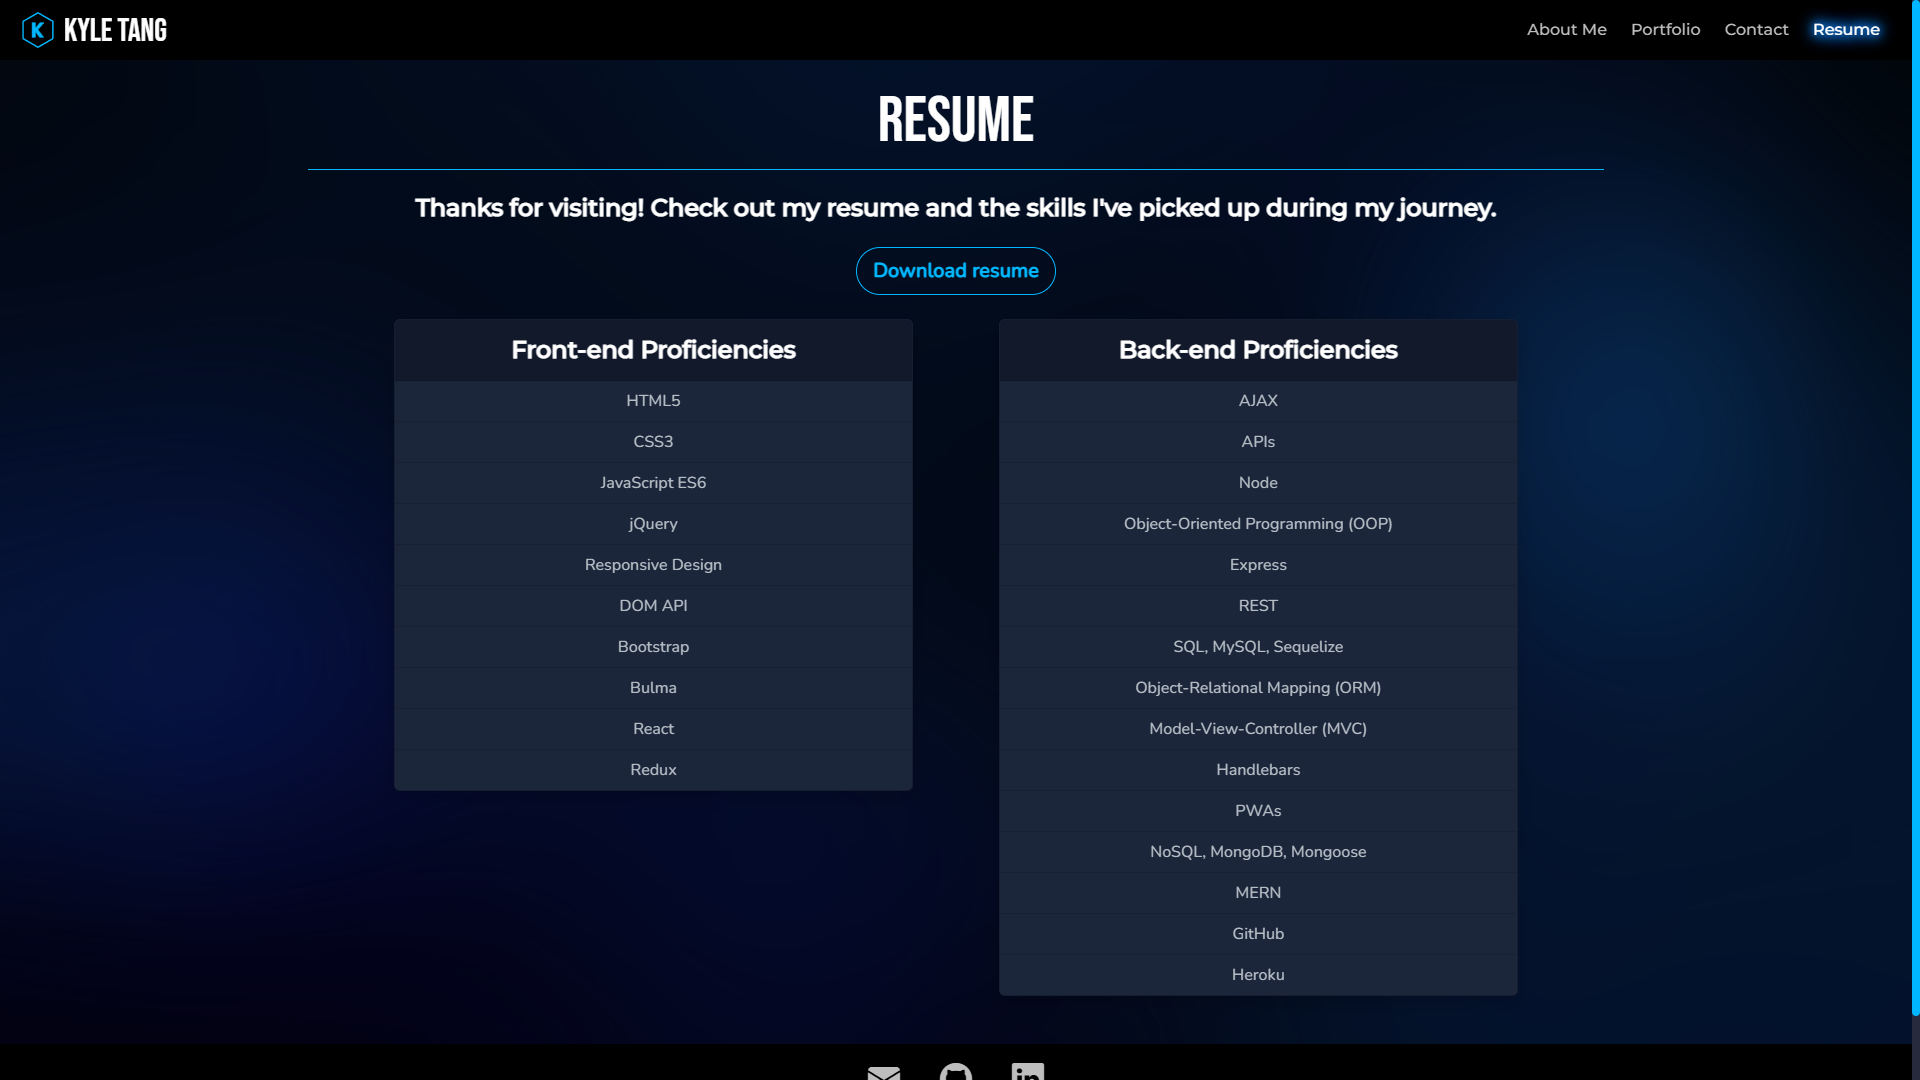 K KYLE TANG
About Me Portfolio Contact Resume
RESUME
Thanks for visiting! Check out my resume and the skills I've picked up during my journey.
Download resume
Front-end Proficiencies
HTML5
CSS3
JavaScript ES6
jQuery
Responsive Design
DOM API
Bootstrap
Bulma
React
Redux
Back-end Proficiencies
AJAX
APIs
Node
Object-Oriented Programming (OOP)
Express
REST
SQL, MySQL, Sequelize
Object-Relational Mapping (ORM)
Model-View-Controller (MVC)
Handlebars
PWAs
NoSQL, MongoDB, Mongoose
MERN
GitHub
Heroku
in